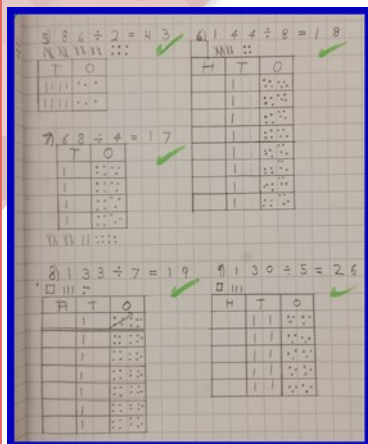 5) 86 ÷ 2 = 43
T O
6) 144 ÷ 8 = 18
H T O
7) 68 ÷ 4 = 17
T O
8) 133 ÷ 7 = 19
H T O
9) 130 ÷ 5 = 26
H T O